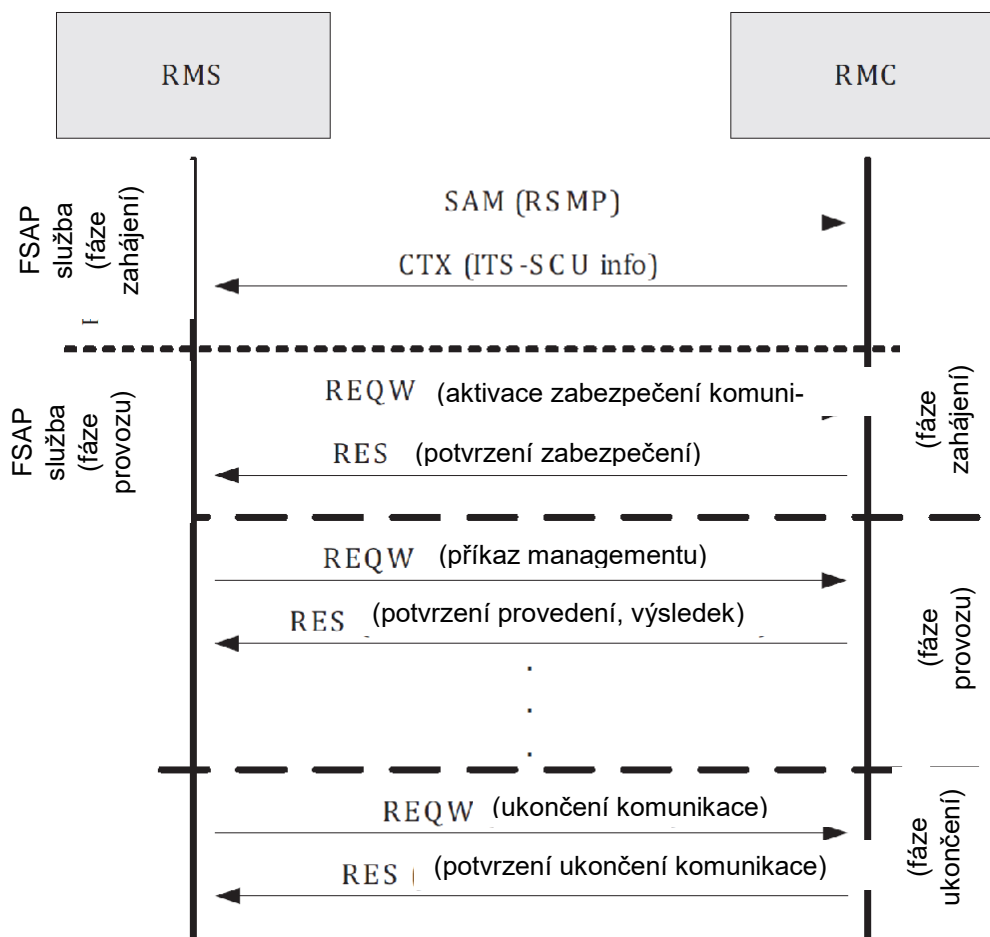 RMS
RMC
FSAP
služba
(fáze
zahájení)
SAM (RSMP)
CTX (ITS-SCU info)
FSAP
služba
(fáze
provozu)
REQW (aktivace zabezpečení komuni-
RES (potvrzení zabezpečení)
(fáze
zahájení)
REQW (příkaz managementu)
RES (potvrzení provedení, výsledek)
.
.
.
(fáze
provozu)
REQW (ukončení komunikace)
RES ( (potvrzení ukončení komunikace)
(fáze
ukončení)